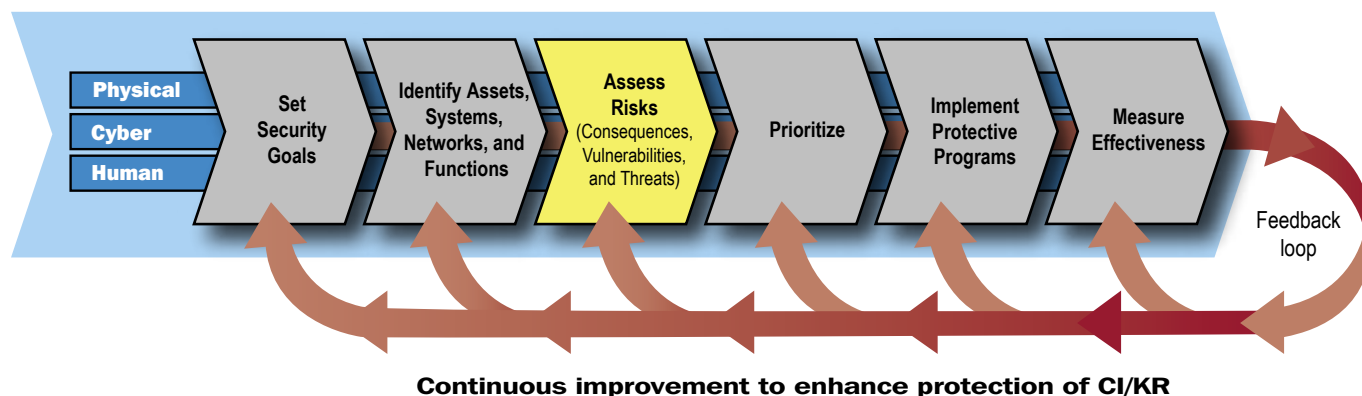 Physical
Cyber
Human
Set
Security
Goals
Identify Assets,
Systems,
Networks, and
Functions
Assess
Risks
(Consequences,
Vulnerabilities,
and Threats)
Prioritize
Implement
Protective
Programs
Measure
Effectiveness
Feedback
loop
Continuous improvement to enhance protection of CI/KR